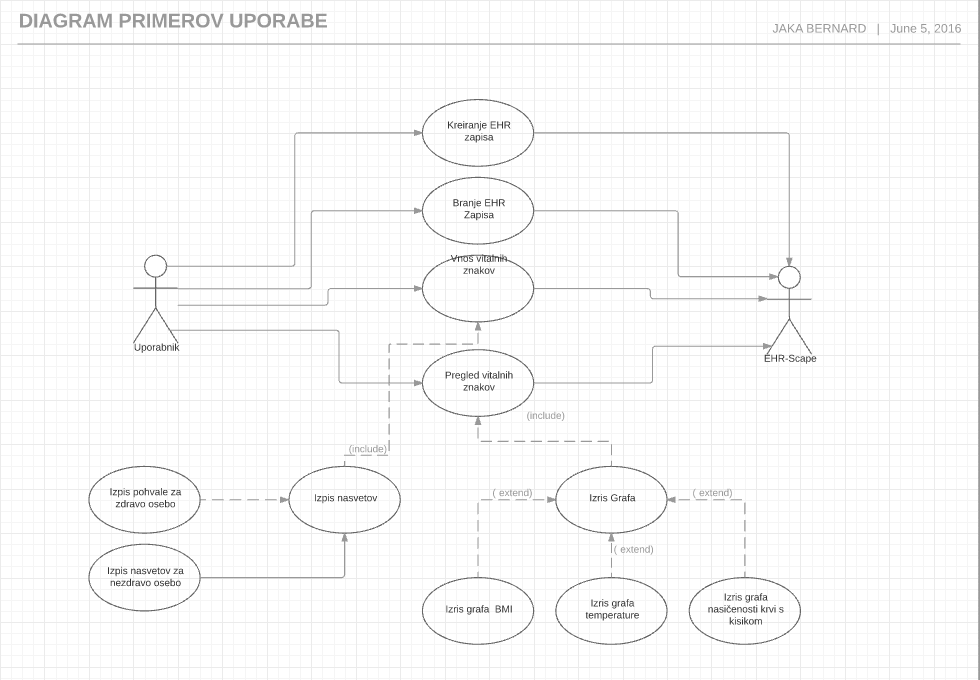 DIAGRAM PRIMEROV UPORABE
JAKA BERNARD | June 5, 2016
Kreiranje EHR
zapisa
Branje EHR
Zapisa
Vnos vitalnih
znakov
Uporabnik
EHR-Scape
Pregled vitalnih
znakov
(include)
(include)
Izpis pohvale za
zdravo osebo
Izpis nasvetov
( extend)
Izris Grafa
( extend)
( extend)
Izpis nasvetov za
nezdravo osebo
Izris grafa BMI
Izris grafa
temperature
Izris grafa
nasičenosti krvi s
kisikom